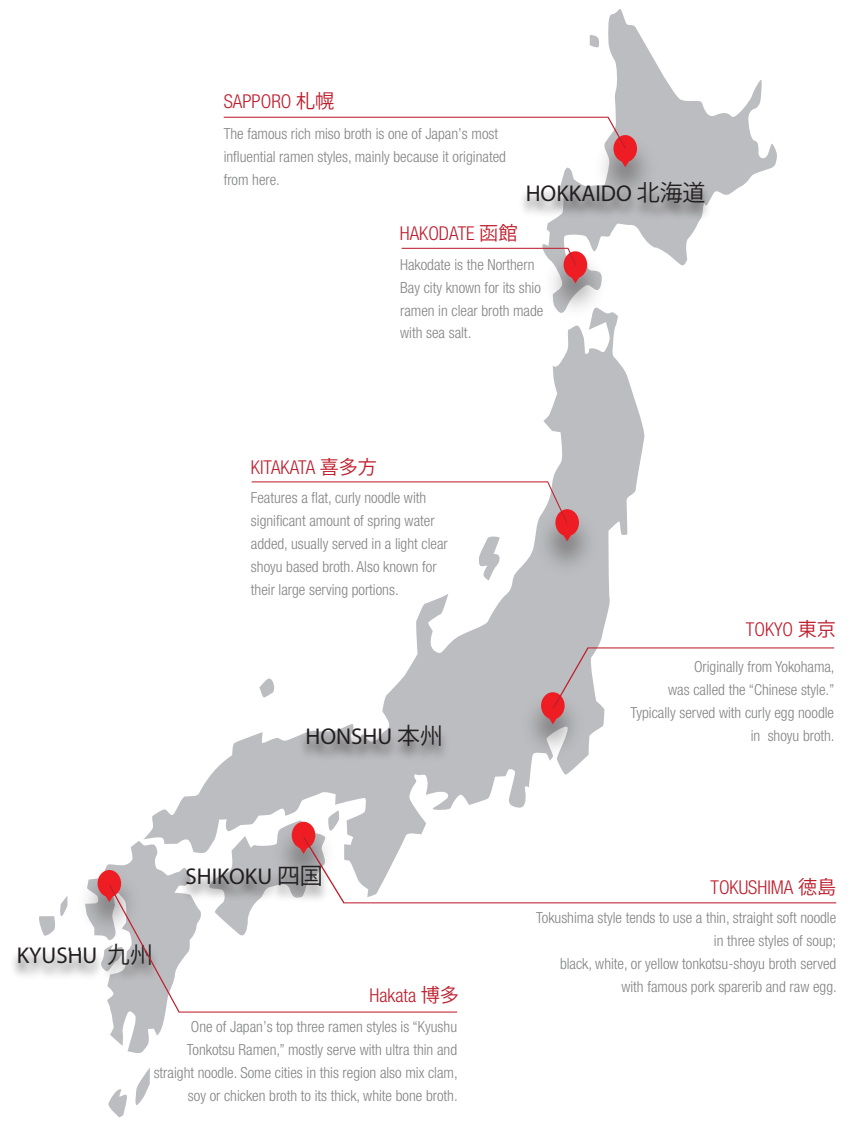 SAPPORO 札幌
The famous rich miso broth is one of Japan's most
influential ramen styles, mainly because it originated
from here.
HOKKAIDO 北海道
HAKODATE 函館
Hakodate is the Northern
Bay city known for its shio
ramen in clear broth made
with sea salt.
KITAKATA 喜多方
Features a flat, curly noodle with
significant amount of spring water
added, usually served in a light clear
shoyu based broth. Also known for
their large serving portions.
TOKYO 東京
Originally from Yokohama,
was called the “Chinese style.”
Typically served with curly egg noodle
in shoyu broth.
HONSHU 本州
SHIKOKU 四国
TOKUSHIMA 徳島
Tokushima style tends to use a thin, straight soft noodle
in three styles of soup;
black, white, or yellow tonkotsu-shoyu broth served
with famous pork sparerib and raw egg.
KYUSHU 九州
Hakata 博多
One of Japan's top three ramen styles is “Kyushu
Tonkotsu Ramen,” mostly serve with ultra thin and
straight noodle. Some cities in this region also mix clam,
soy or chicken broth to its thick, white bone broth.